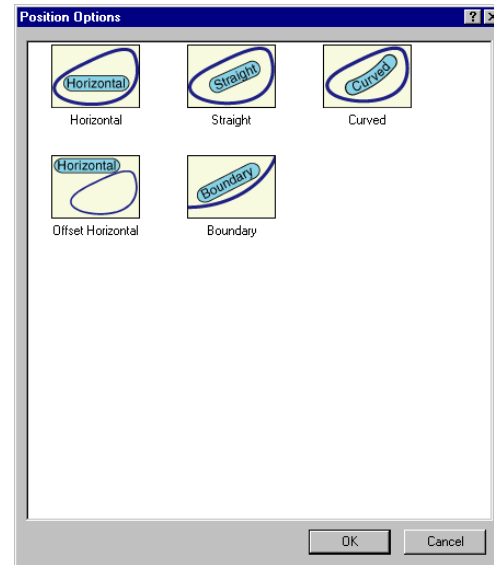 Position Options
Horizontal
Straight
Curved
Horizontal
Straight
Curved
Horizontal
Boundary
Offset Horizontal
Boundary
OK
Cancel